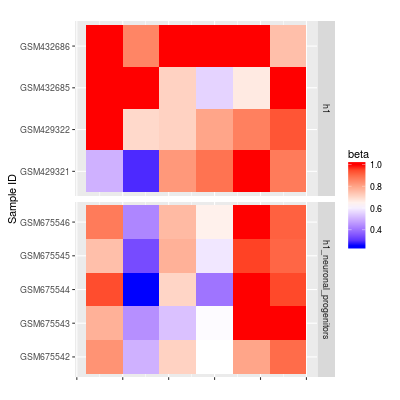 Sample ID
GSM432686
GSM432685
GSM429322
GSM429321
h1
GSM675546
GSM675545
GSM675544
GSM675543
GSM675542
h1_neuronal_progenitors
beta
1.0
0.8
0.6
0.4